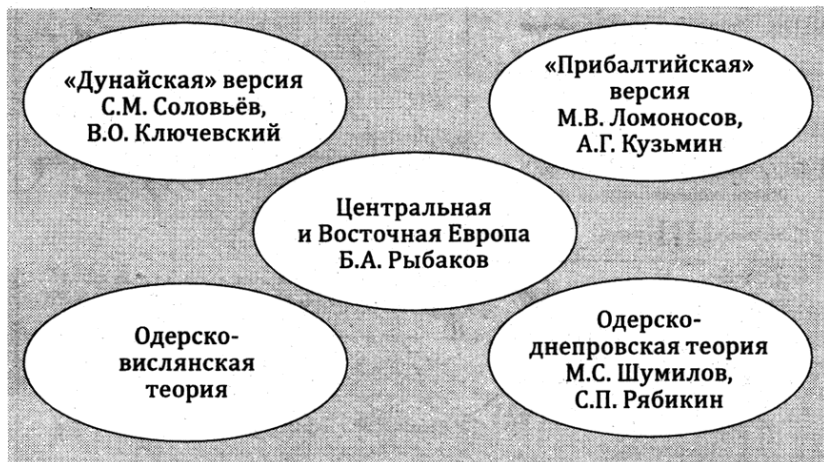 «Дунайская» версия
С.М. Соловьёв,
В.О. Ключевский
«Прибалтийская»
версия
М.В. Ломоносов,
А.Г. Кузьмин
Центральная
и Восточная Европа
Б.А. Рыбаков
Одерско-
вислянская
теория
Одерско-
днепровская теория
М.С. Шумилов,
С.П. Рябикин